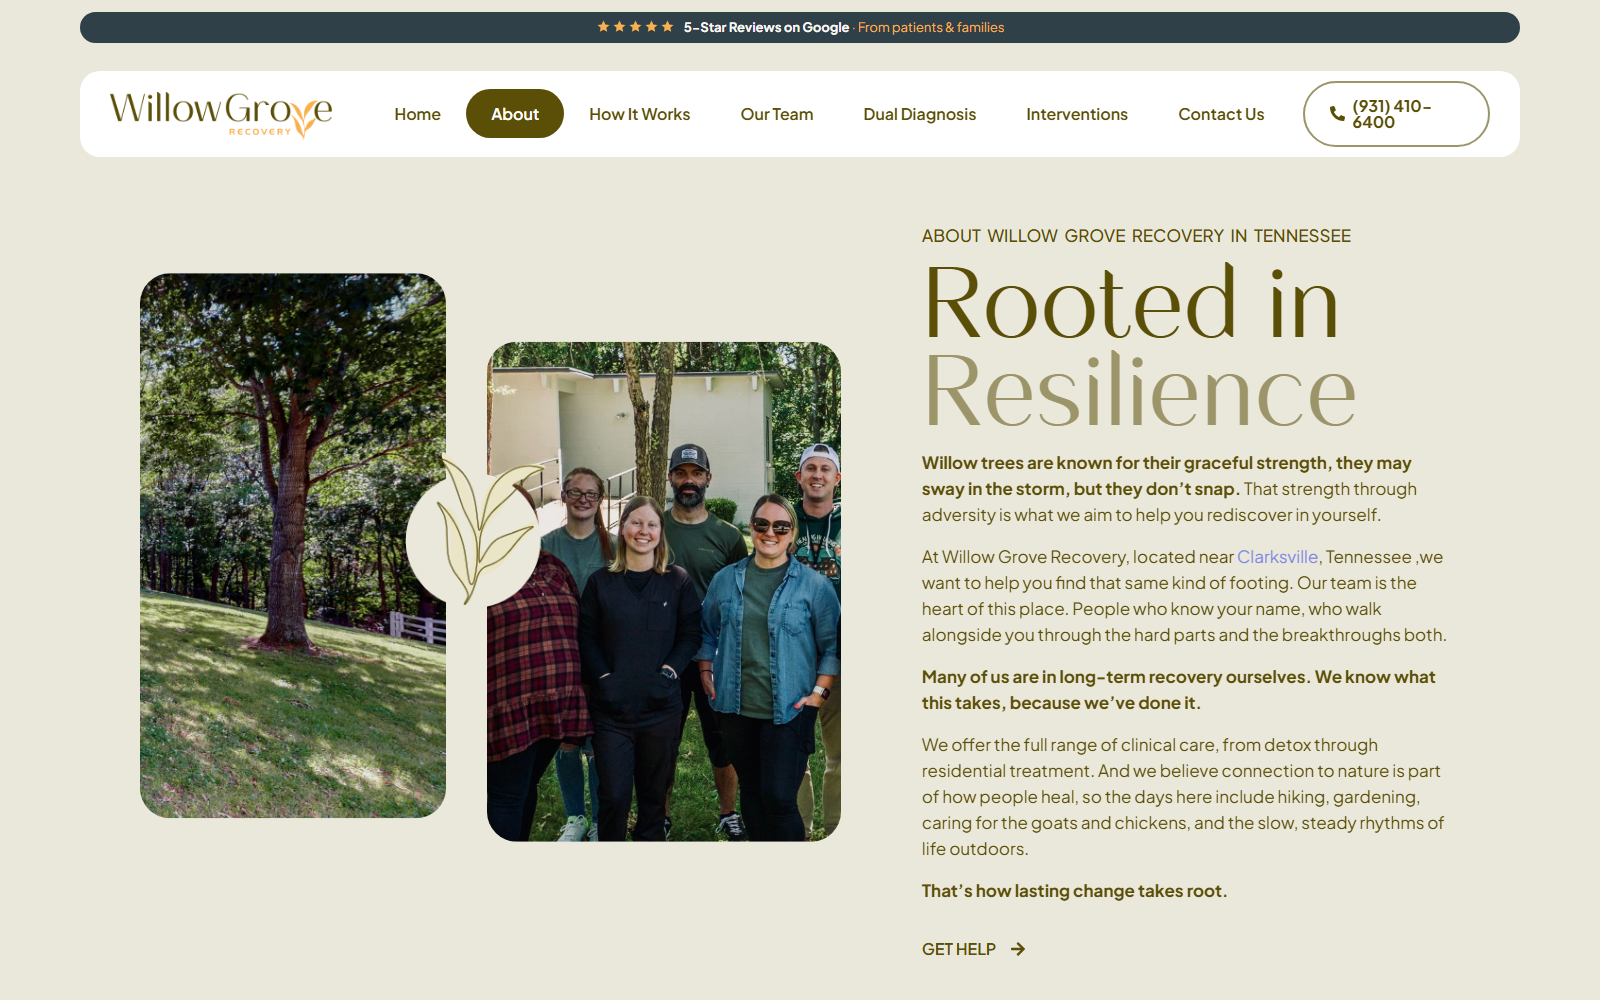 5-Star Reviews on Google · From patients & families
Willow Grove
RECOVERY
Home
About
How It Works
Our Team
Dual Diagnosis
Interventions
Contact Us
(931) 410-
6400
ABOUT WILLOW GROVE RECOVERY IN TENNESSEE
Rooted in
Resilience
Willow trees are known for their graceful strength, they may
sway in the storm, but they don’t snap. That strength through
adversity is what we aim to help you rediscover in yourself.
At Willow Grove Recovery, located near Clarksville, Tennessee ,we
want to help you find that same kind of footing. Our team is the
heart of this place. People who know your name, who walk
alongside you through the hard parts and the breakthroughs both.
Many of us are in long-term recovery ourselves. We know what
this takes, because we’ve done it.
We offer the full range of clinical care, from detox through
residential treatment. And we believe connection to nature is part
of how people heal, so the days here include hiking, gardening,
caring for the goats and chickens, and the slow, steady rhythms of
life outdoors.
That’s how lasting change takes root.
GET HELP